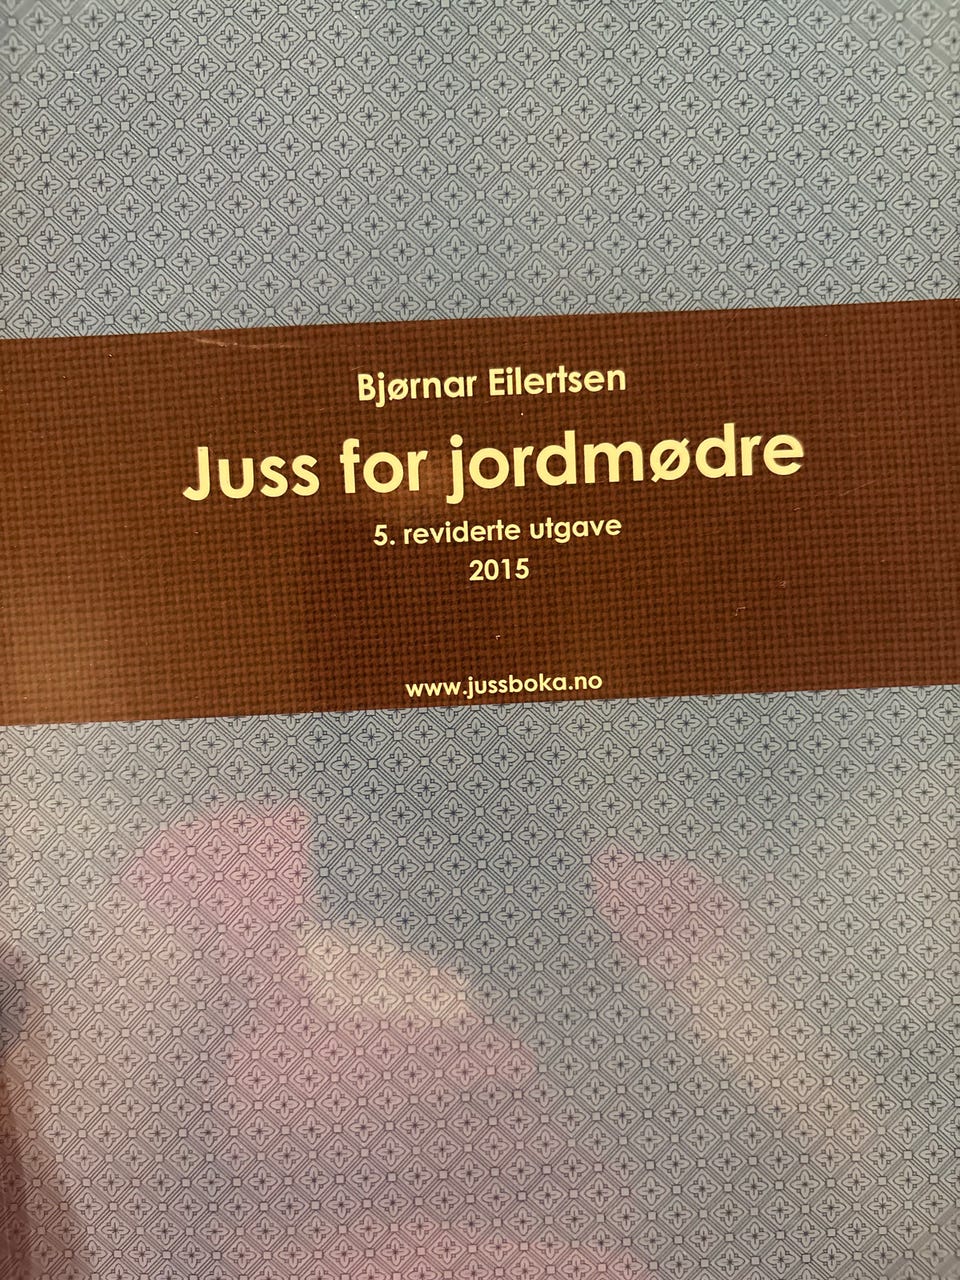 Bjørnar Eilertsen
Juss for jordmødre
5. reviderte utgave
2015
www.jussboka.no